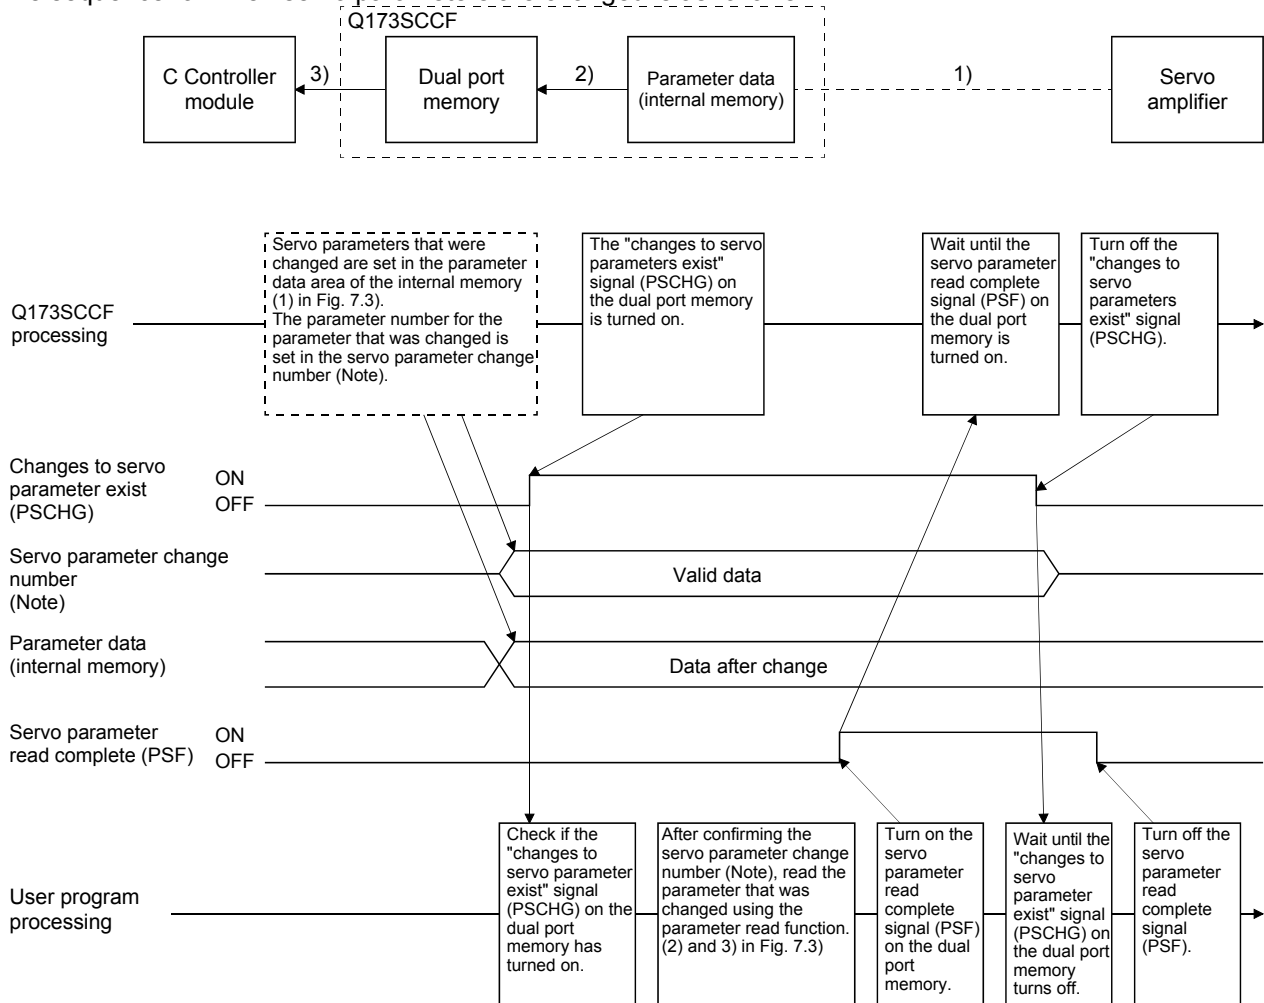 Q173SCCF
C Controller
module
3)
Dual port
memory
2)
Parameter data
(internal memory)
1)
Servo
amplifier
Q173SCCF
processing
Servo parameters that were
changed are set in the parameter
data area of the internal memory
(1) in Fig. 7.3).
The parameter number for the
parameter that was changed is
set in the servo parameter change
number (Note).
The "changes to servo
parameters exist"
signal (PSCHG) on
the dual port memory
is turned on.
Wait until the
servo parameter
read complete
signal (PSF) on
the dual port
memory is
turned on.
Turn off the
"changes to
servo
parameters
exist" signal
(PSCHG).
Changes to servo
parameter exist
(PSCHG)
ON
OFF
Servo parameter change
number
(Note)
Valid data
Parameter data
(internal memory)
Data after change
Servo parameter
read complete (PSF)
ON
OFF
User program
processing
Check if the
"changes to
servo parameter
exist" signal
(PSCHG) on the
dual port
memory has
turned on.
After confirming the
servo parameter change
number (Note), read the
parameter that was
changed using the
parameter read function.
(2) and 3) in Fig. 7.3)
Turn on the
servo
parameter
read
complete
signal (PSF)
on the dual
port
memory.
Wait until the
"changes to
servo
parameter
exist" signal
(PSCHG) on
the dual port
memory
turns off.
Turn off the
servo
parameter
read
complete
signal
(PSF).